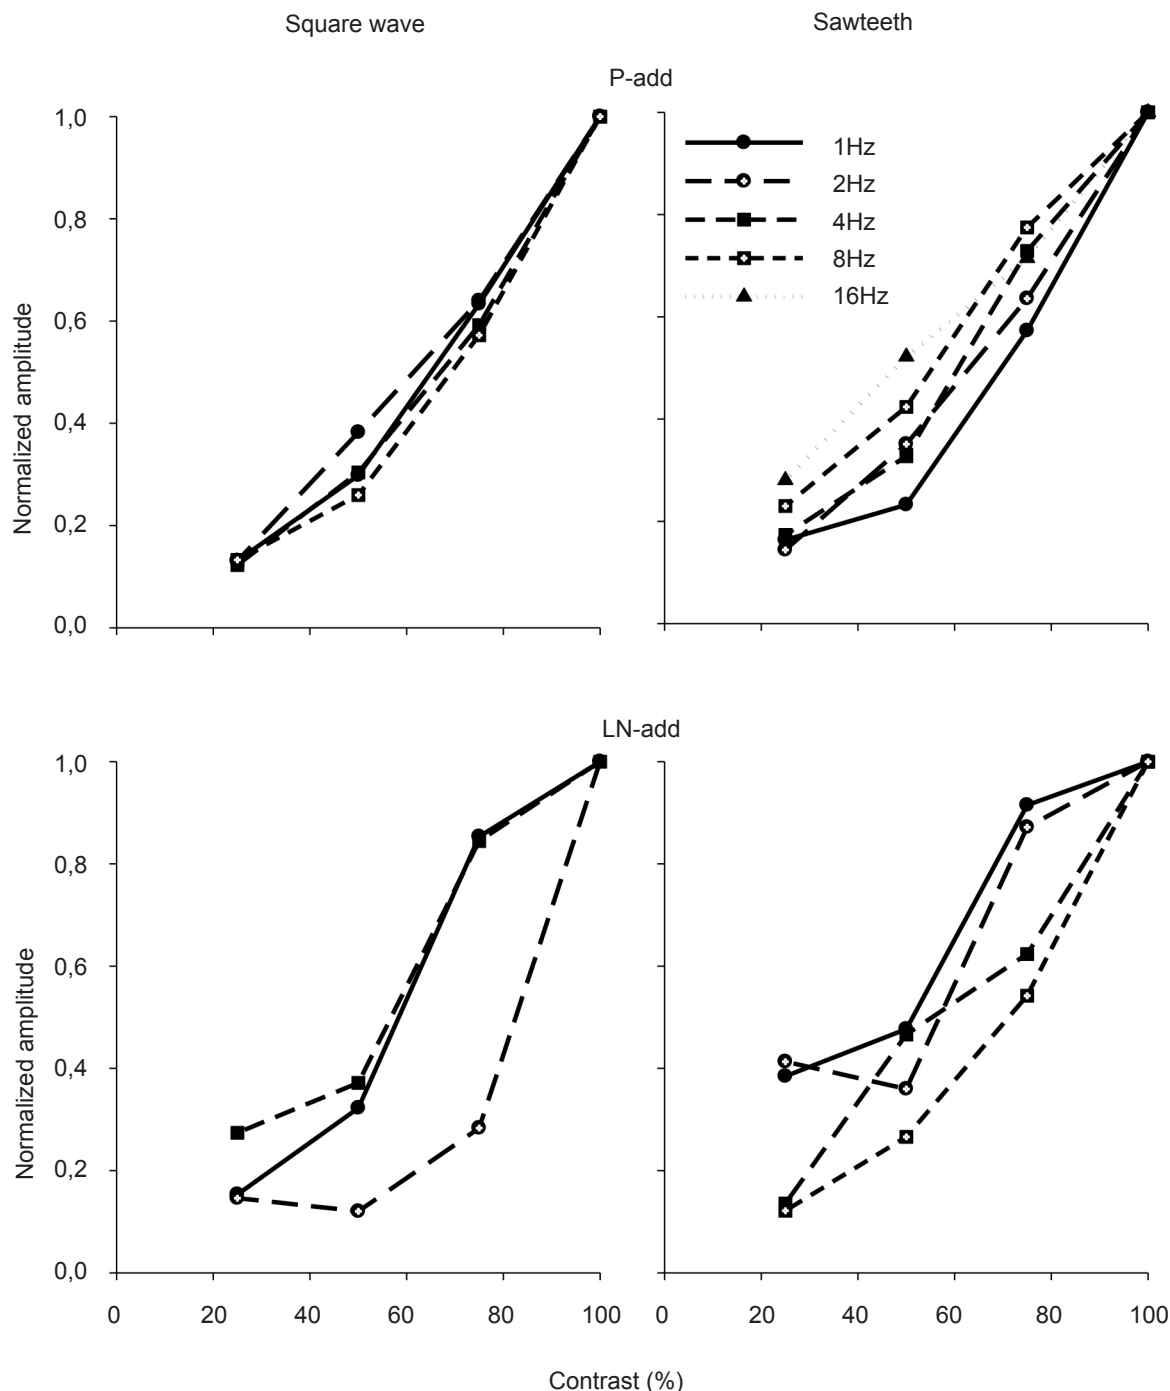 Square wave
Sawteeth
P-add
1,0
0,8
0,6
0,4
0,2
0,0
Normalized amplitude
1Hz
2Hz
4Hz
8Hz
16Hz
LN-add
1,0
0,8
0,6
0,4
0,2
0,0
Normalized amplitude
0 20 40 60 80 100
0 20 40 60 80 100
Contrast (%)